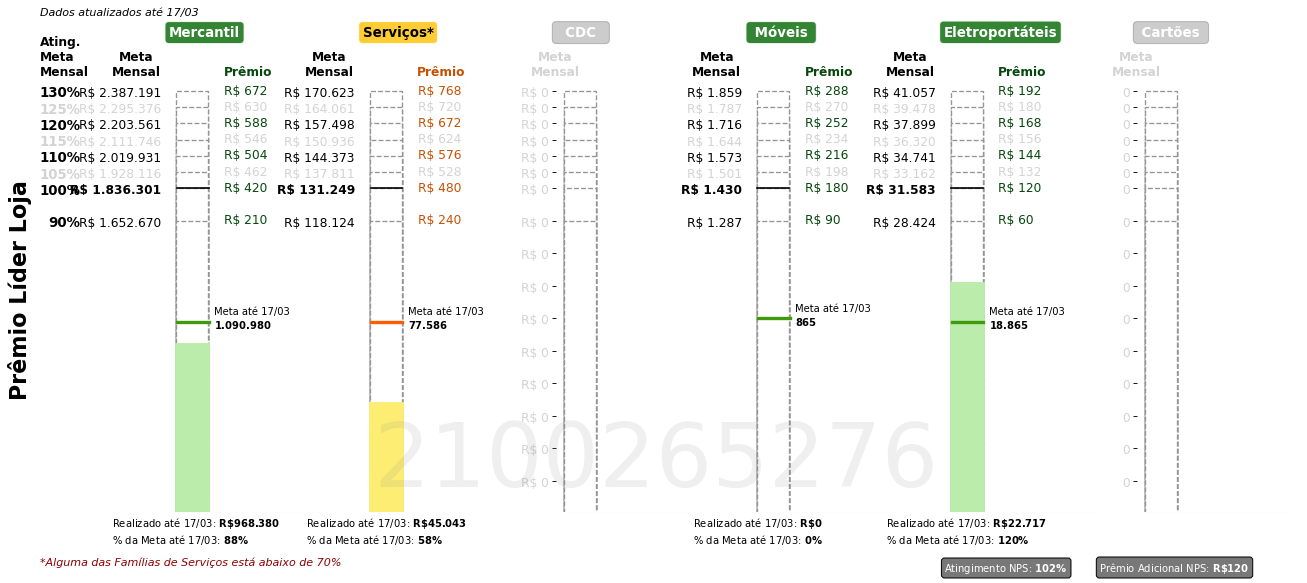 Dados atualizados até 17/03
Prêmio Líder Loja
Mercantil Serviços* CDC Móveis Eletroportáteis Cartões
Ating. Meta Mensal
Meta Mensal Prêmio Meta Mensal Prêmio Meta Mensal Meta Mensal Prêmio Meta Mensal Prêmio Meta Mensal
130% R$ 2.387.191 R$ 672 R$ 170.623 R$ 768 R$ 0 R$ 1.859 R$ 288 R$ 41.057 R$ 192 0
125% R$ 2.295.376 R$ 630 R$ 164.061 R$ 720 R$ 0 R$ 1.787 R$ 270 R$ 39.478 R$ 180 0
120% R$ 2.203.561 R$ 588 R$ 157.498 R$ 672 R$ 0 R$ 1.716 R$ 252 R$ 37.899 R$ 168 0
115% R$ 2.111.746 R$ 546 R$ 150.936 R$ 624 R$ 0 R$ 1.644 R$ 234 R$ 36.320 R$ 156 0
110% R$ 2.019.931 R$ 504 R$ 144.373 R$ 576 R$ 0 R$ 1.573 R$ 216 R$ 34.741 R$ 144 0
105% R$ 1.928.116 R$ 462 R$ 137.811 R$ 528 R$ 0 R$ 1.501 R$ 198 R$ 33.162 R$ 132 0
100% R$ 1.836.301 R$ 420 R$ 131.249 R$ 480 R$ 0 R$ 1.430 R$ 180 R$ 31.583 R$ 120 0
90% R$ 1.652.670 R$ 210 R$ 118.124 R$ 240 R$ 0 R$ 1.287 R$ 90 R$ 28.424 R$ 60 0
R$ 0 0
R$ 0 0
Meta até 17/03 Meta até 17/03 Meta até 17/03 Meta até 17/03
1.090.980 77.586 R$ 0 865 18.865 0
R$ 0 0
R$ 0 0
R$ 0 0
R$ 0 0
R$ 0 0
2100265276
Realizado até 17/03: R$968.380 Realizado até 17/03: R$45.043 Realizado até 17/03: R$0 Realizado até 17/03: R$22.717
% da Meta até 17/03: 88% % da Meta até 17/03: 58% % da Meta até 17/03: 0% % da Meta até 17/03: 120%
*Alguma das Famílias de Serviços está abaixo de 70% Atingimento NPS: 102% Prêmio Adicional NPS: R$120